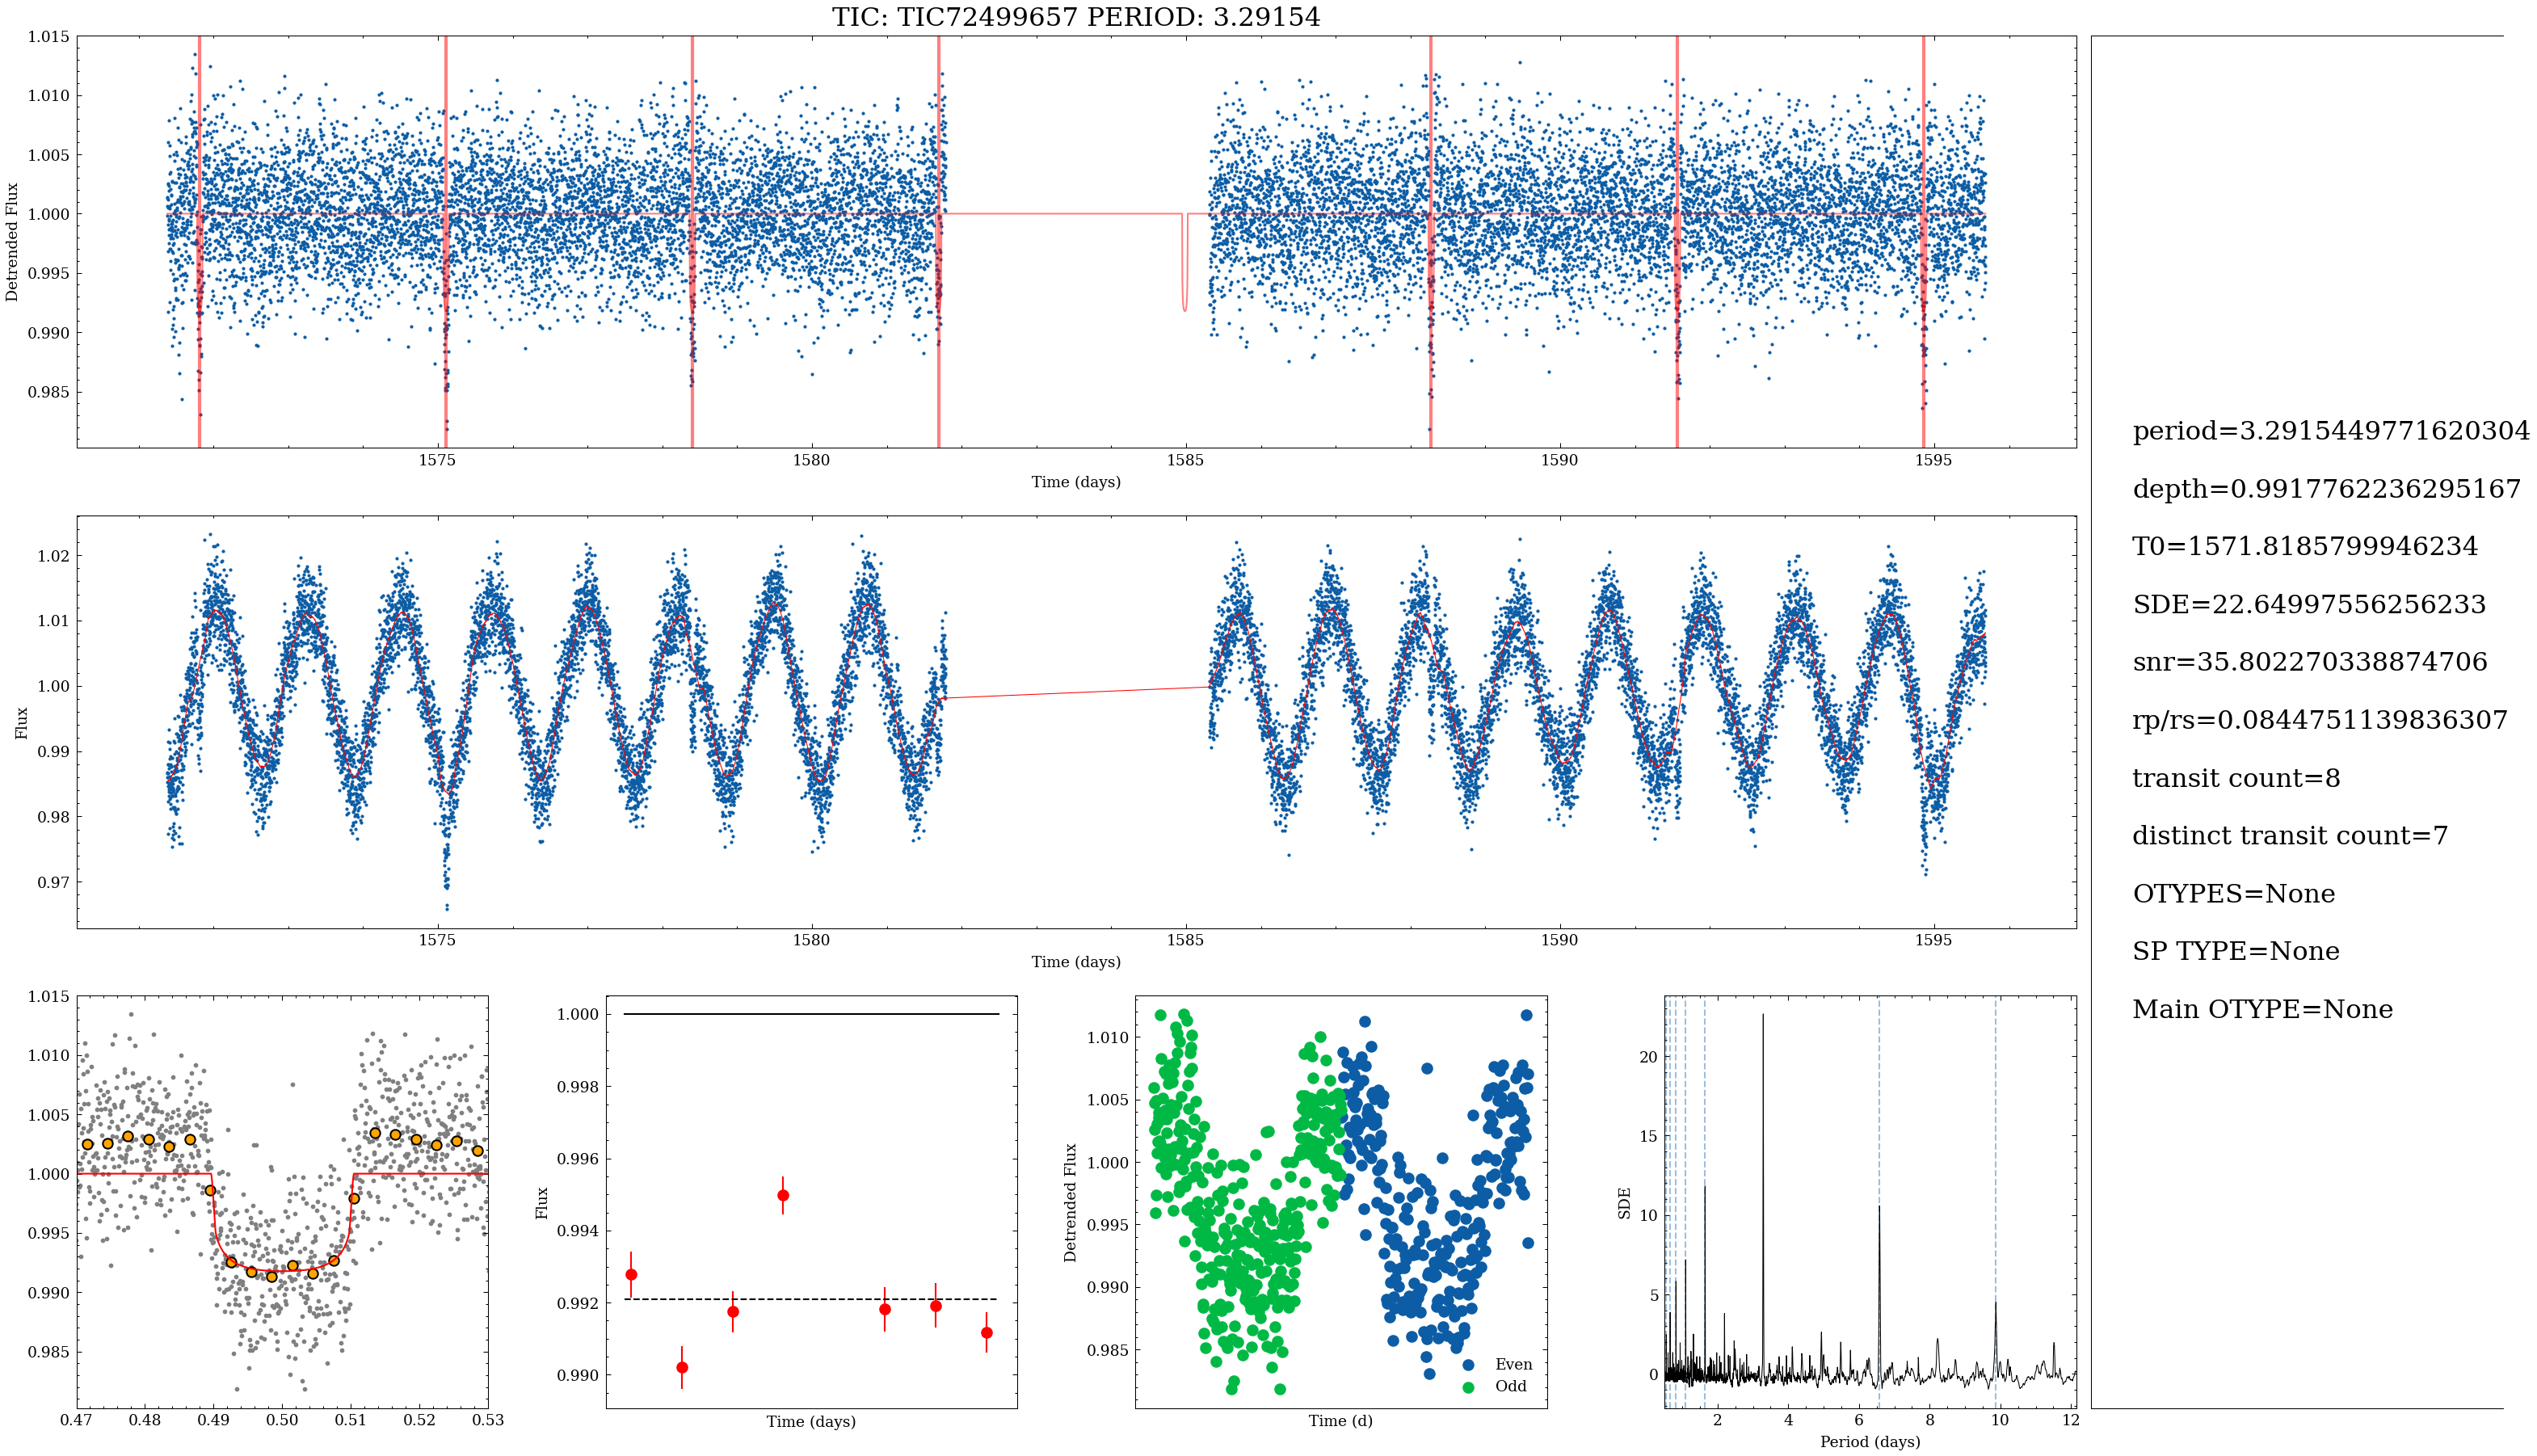 TIC: TIC72499657 PERIOD: 3.29154
1.015
1.010
1.005
1.000
0.995
0.990
0.985
Detrended Flux
1575
1580
1585
1590
1595
Time (days)
1.02
1.01
1.00
0.99
0.98
0.97
Flux
1575
1580
1585
1590
1595
Time (days)
1.015
1.010
1.005
1.000
0.995
0.990
0.985
0.47
0.48
0.49
0.50
0.51
0.52
0.53
1.000
0.998
0.996
0.994
0.992
0.990
Flux
Time (days)
1.010
1.005
1.000
0.995
0.990
0.985
Detrended Flux
Even
Odd
Time (d)
20
15
10
5
0
SDE
2
4
6
8
10
12
Period (days)
period=3.2915449771620304
depth=0.9917762236295167
T0=1571.8185799946234
SDE=22.64997556256233
snr=35.802270338874706
rp/rs=0.0844751139836307
transit count=8
distinct transit count=7
OTYPES=None
SP TYPE=None
Main OTYPE=None